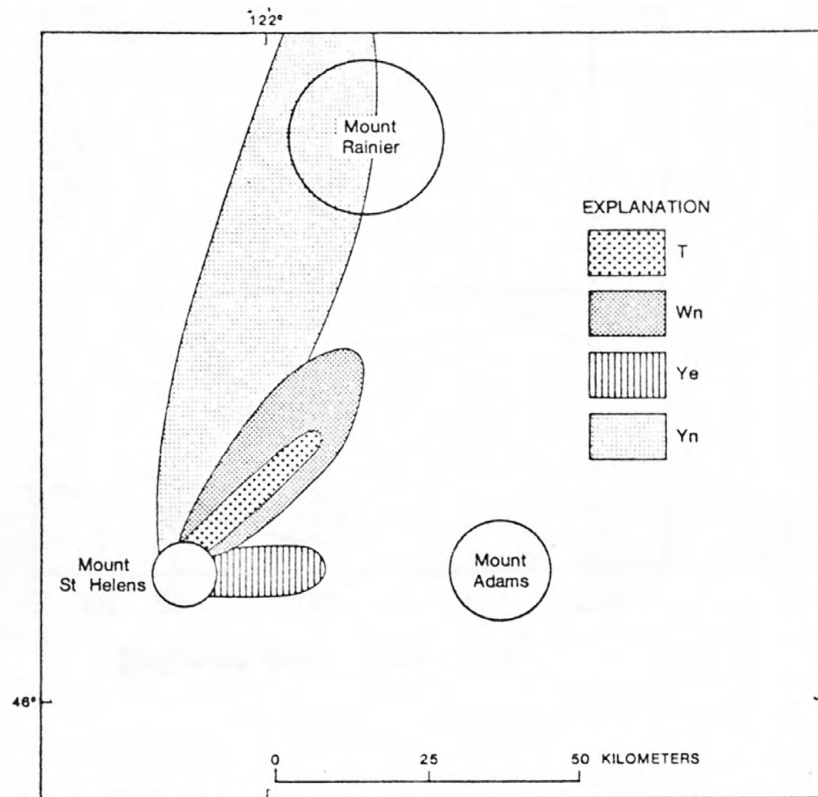 122°
Mount
Rainier
EXPLANATION
T
Wn
Ye
Yn
Mount
St Helens
Mount
Adams
46°
0 25 50 KILOMETERS